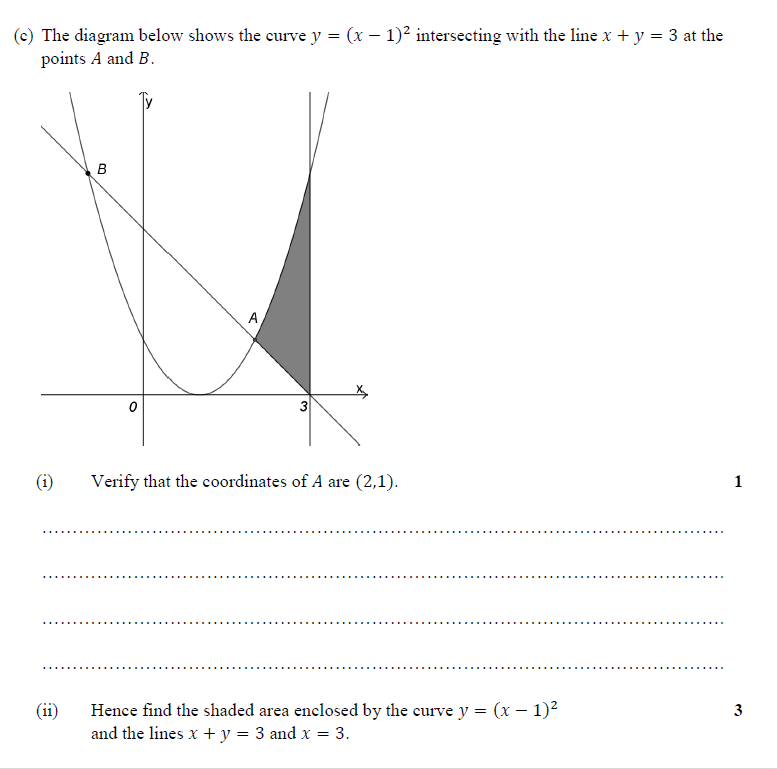 (c) The diagram below shows the curve y = (x − 1)² intersecting with the line x + y = 3 at the
points A and B.
y
B
A
x
0
3
(i) Verify that the coordinates of A are (2,1). 1
(ii) Hence find the shaded area enclosed by the curve y = (x − 1)² 3
and the lines x + y = 3 and x = 3.